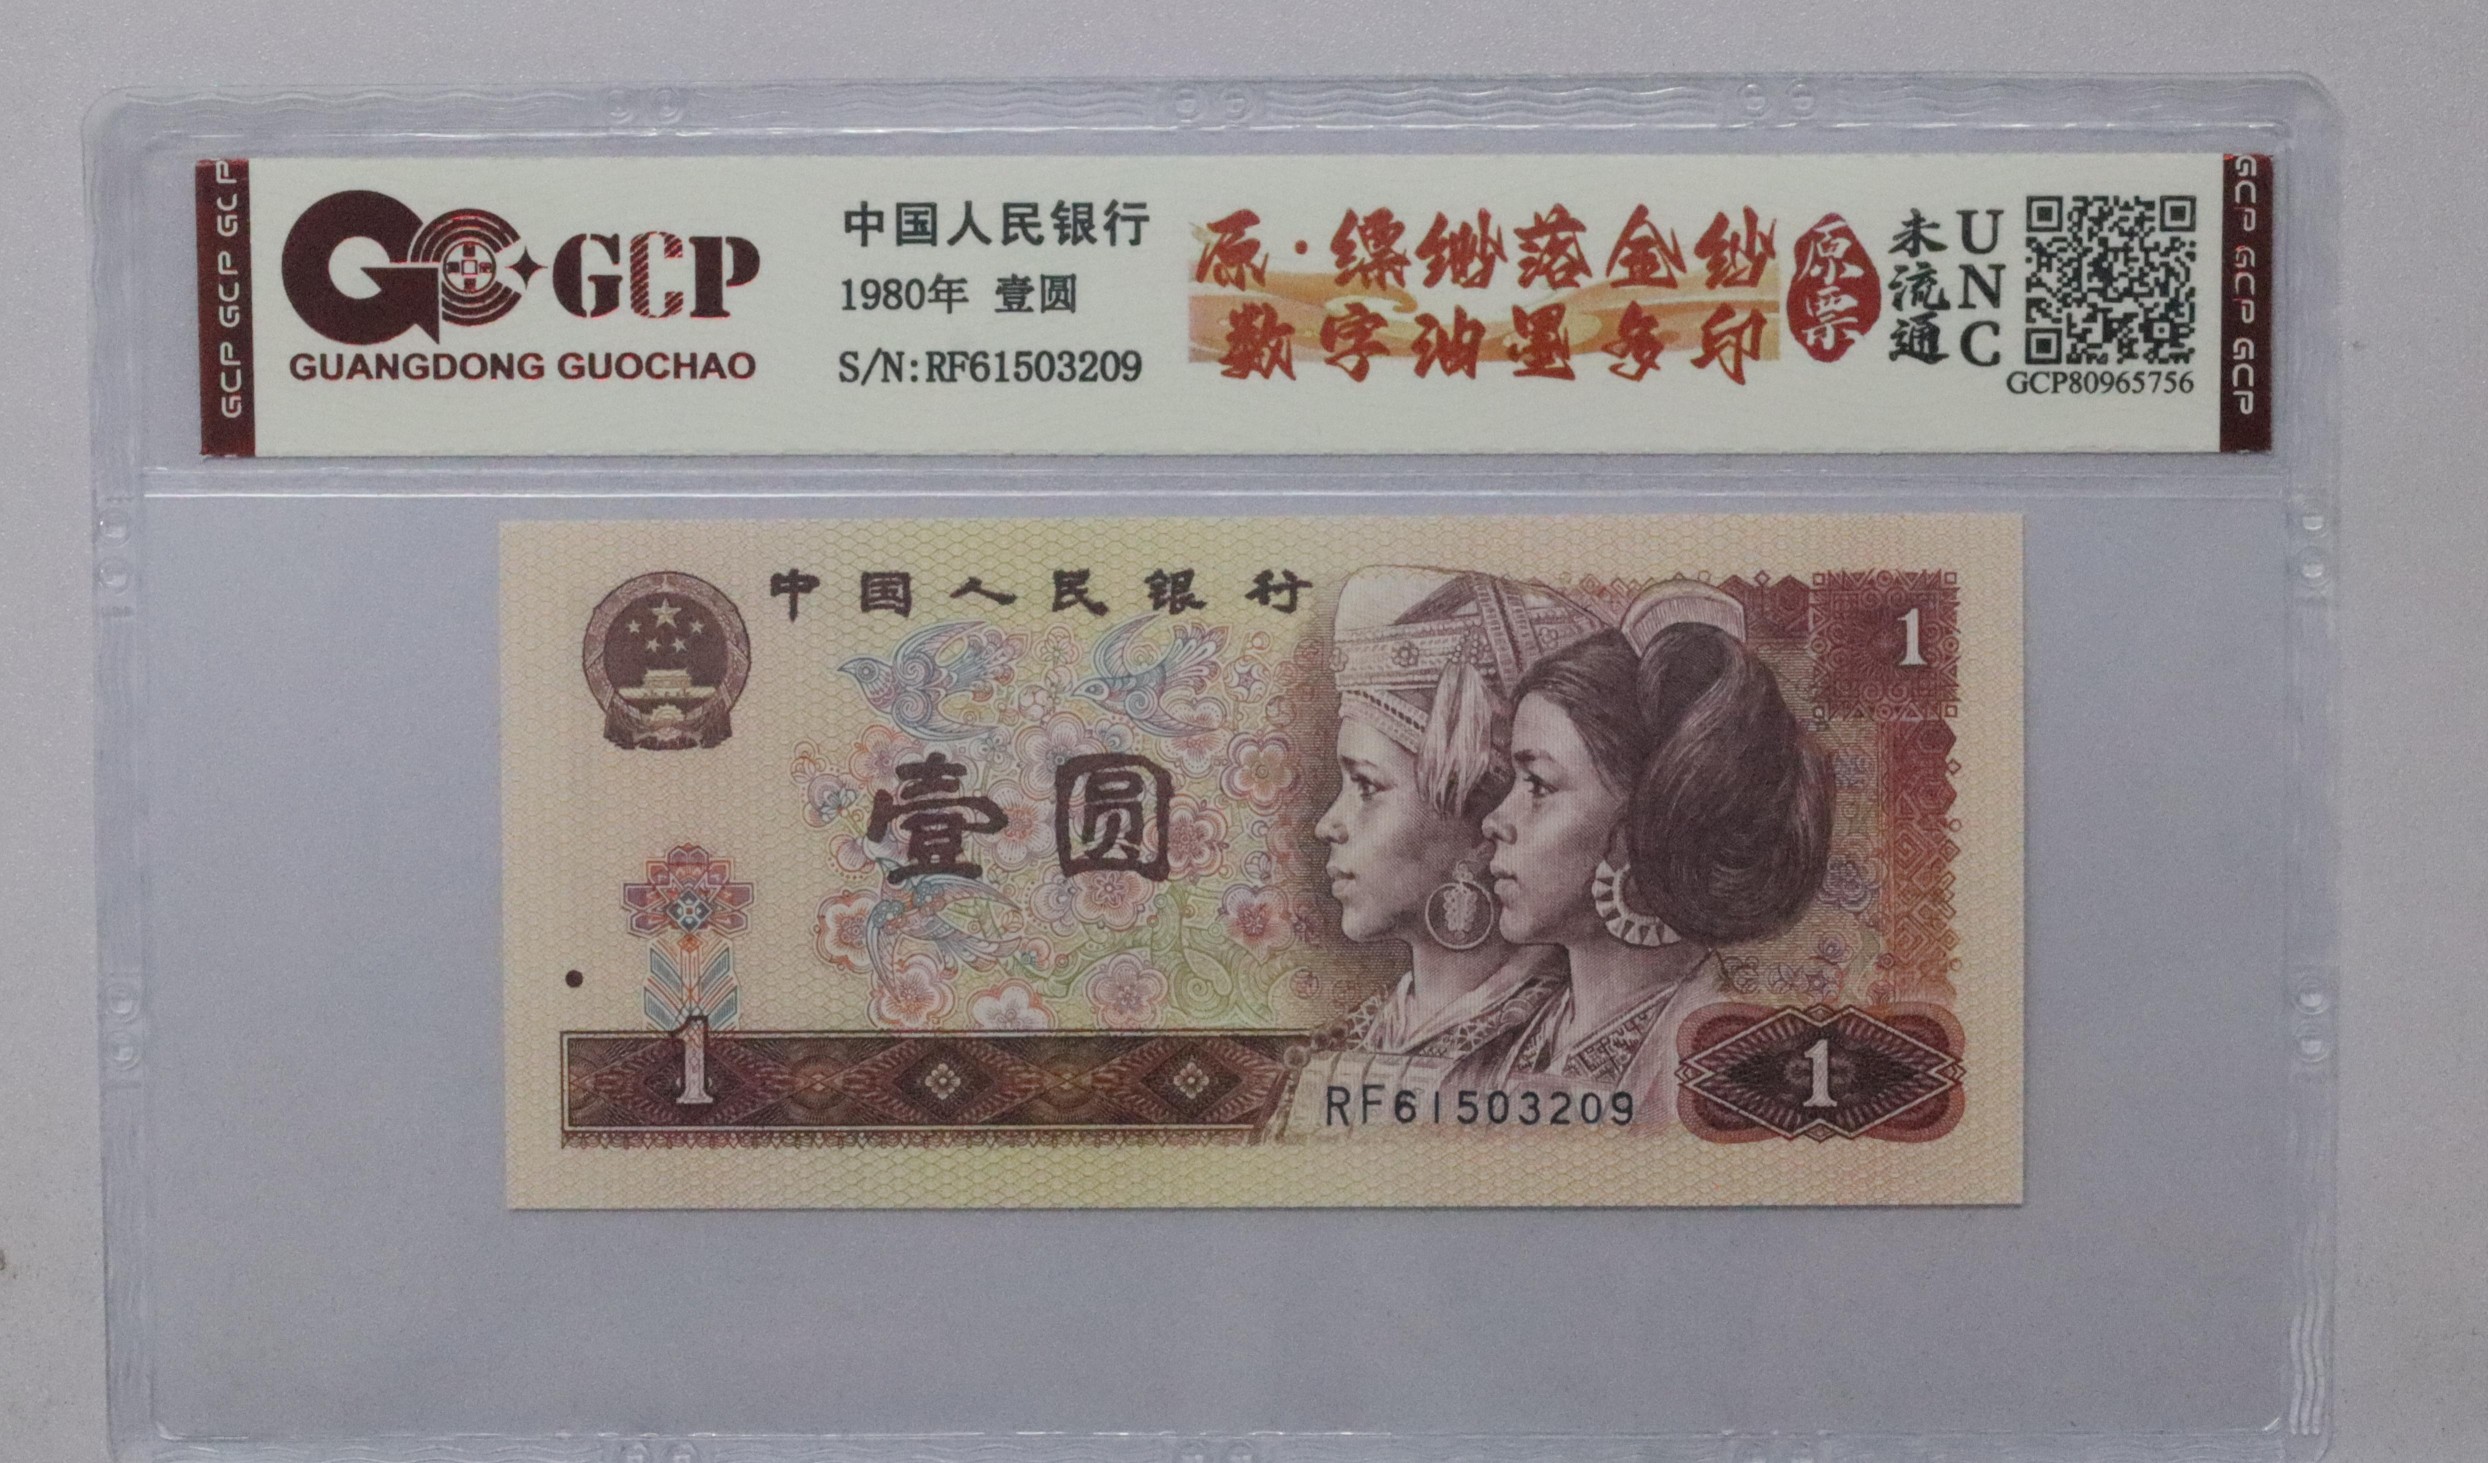 GCP GCP GCP
GCP
GUANGDONG GUOCHAO
中国人民银行
1980年 壹圆
S/N:RF61503209
原·缥缈落金纱
数字油墨多印
原票
未流通
UNC
GCP80965756
GCP GCP GCP
中国人民银行
1
壹圆
1
RF61503209
1